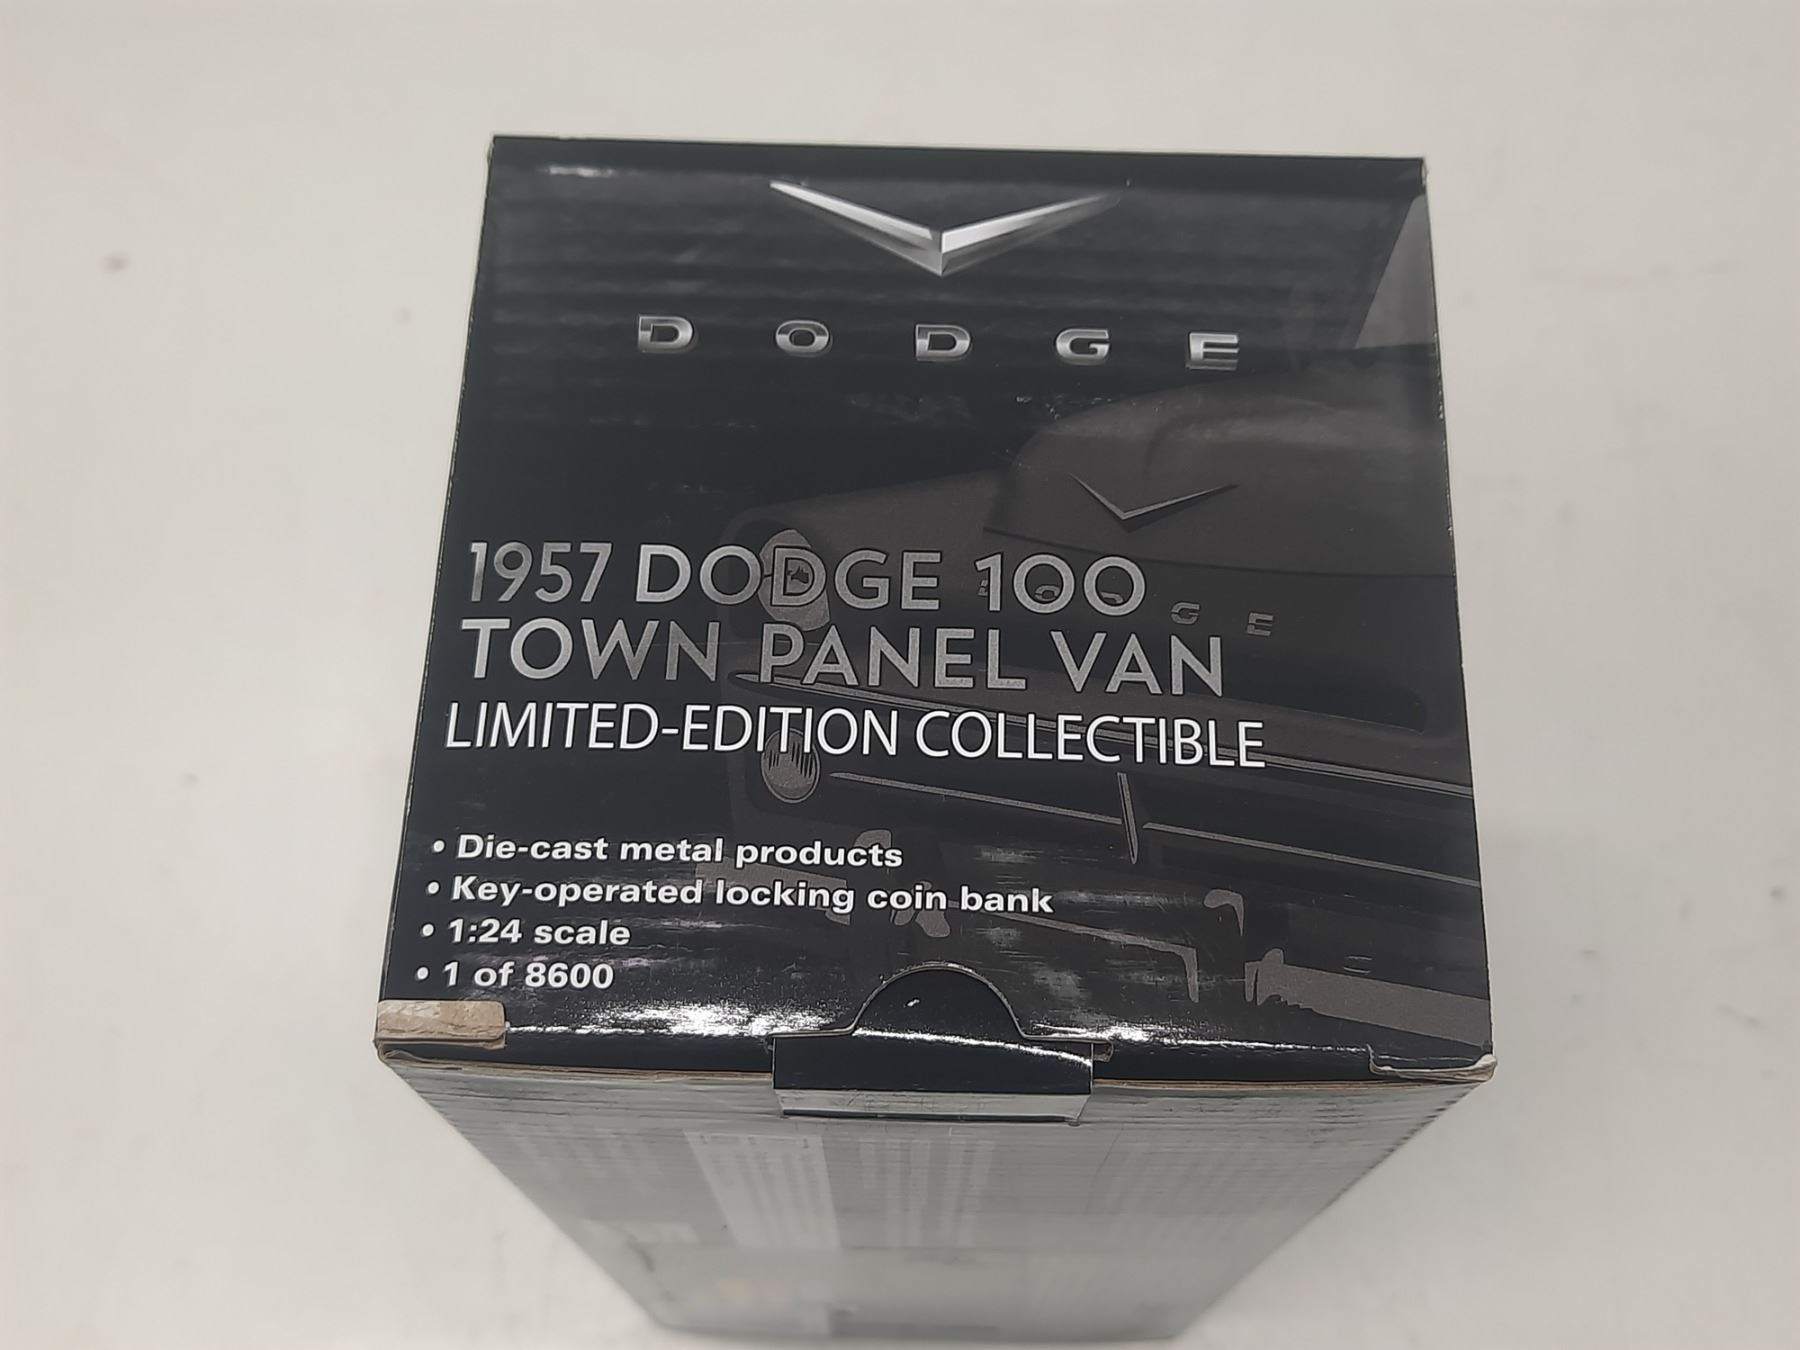 DODGE
1957 DODGE 100
TOWN PANEL VAN
LIMITED-EDITION COLLECTIBLE
• Die-cast metal products
• Key-operated locking coin bank
• 1:24 scale
• 1 of 8600